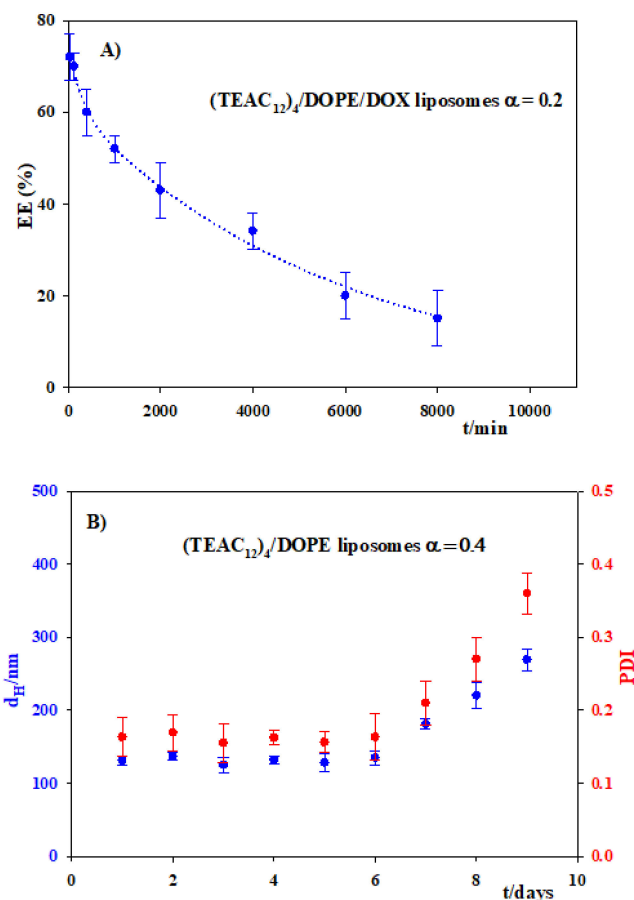 80
A)
(TEAC12)4/DOPE/DOX liposomes α = 0.2
60
EE (%)
40
20
0
0 2000 4000 6000 8000 10000
t/min
500 0.5
B)
(TEAC12)4/DOPE liposomes α = 0.4
400 0.4
300 0.3
dH/nm PDI
200 0.2
100 0.1
0 0.0
0 2 4 6 8 10
t/days